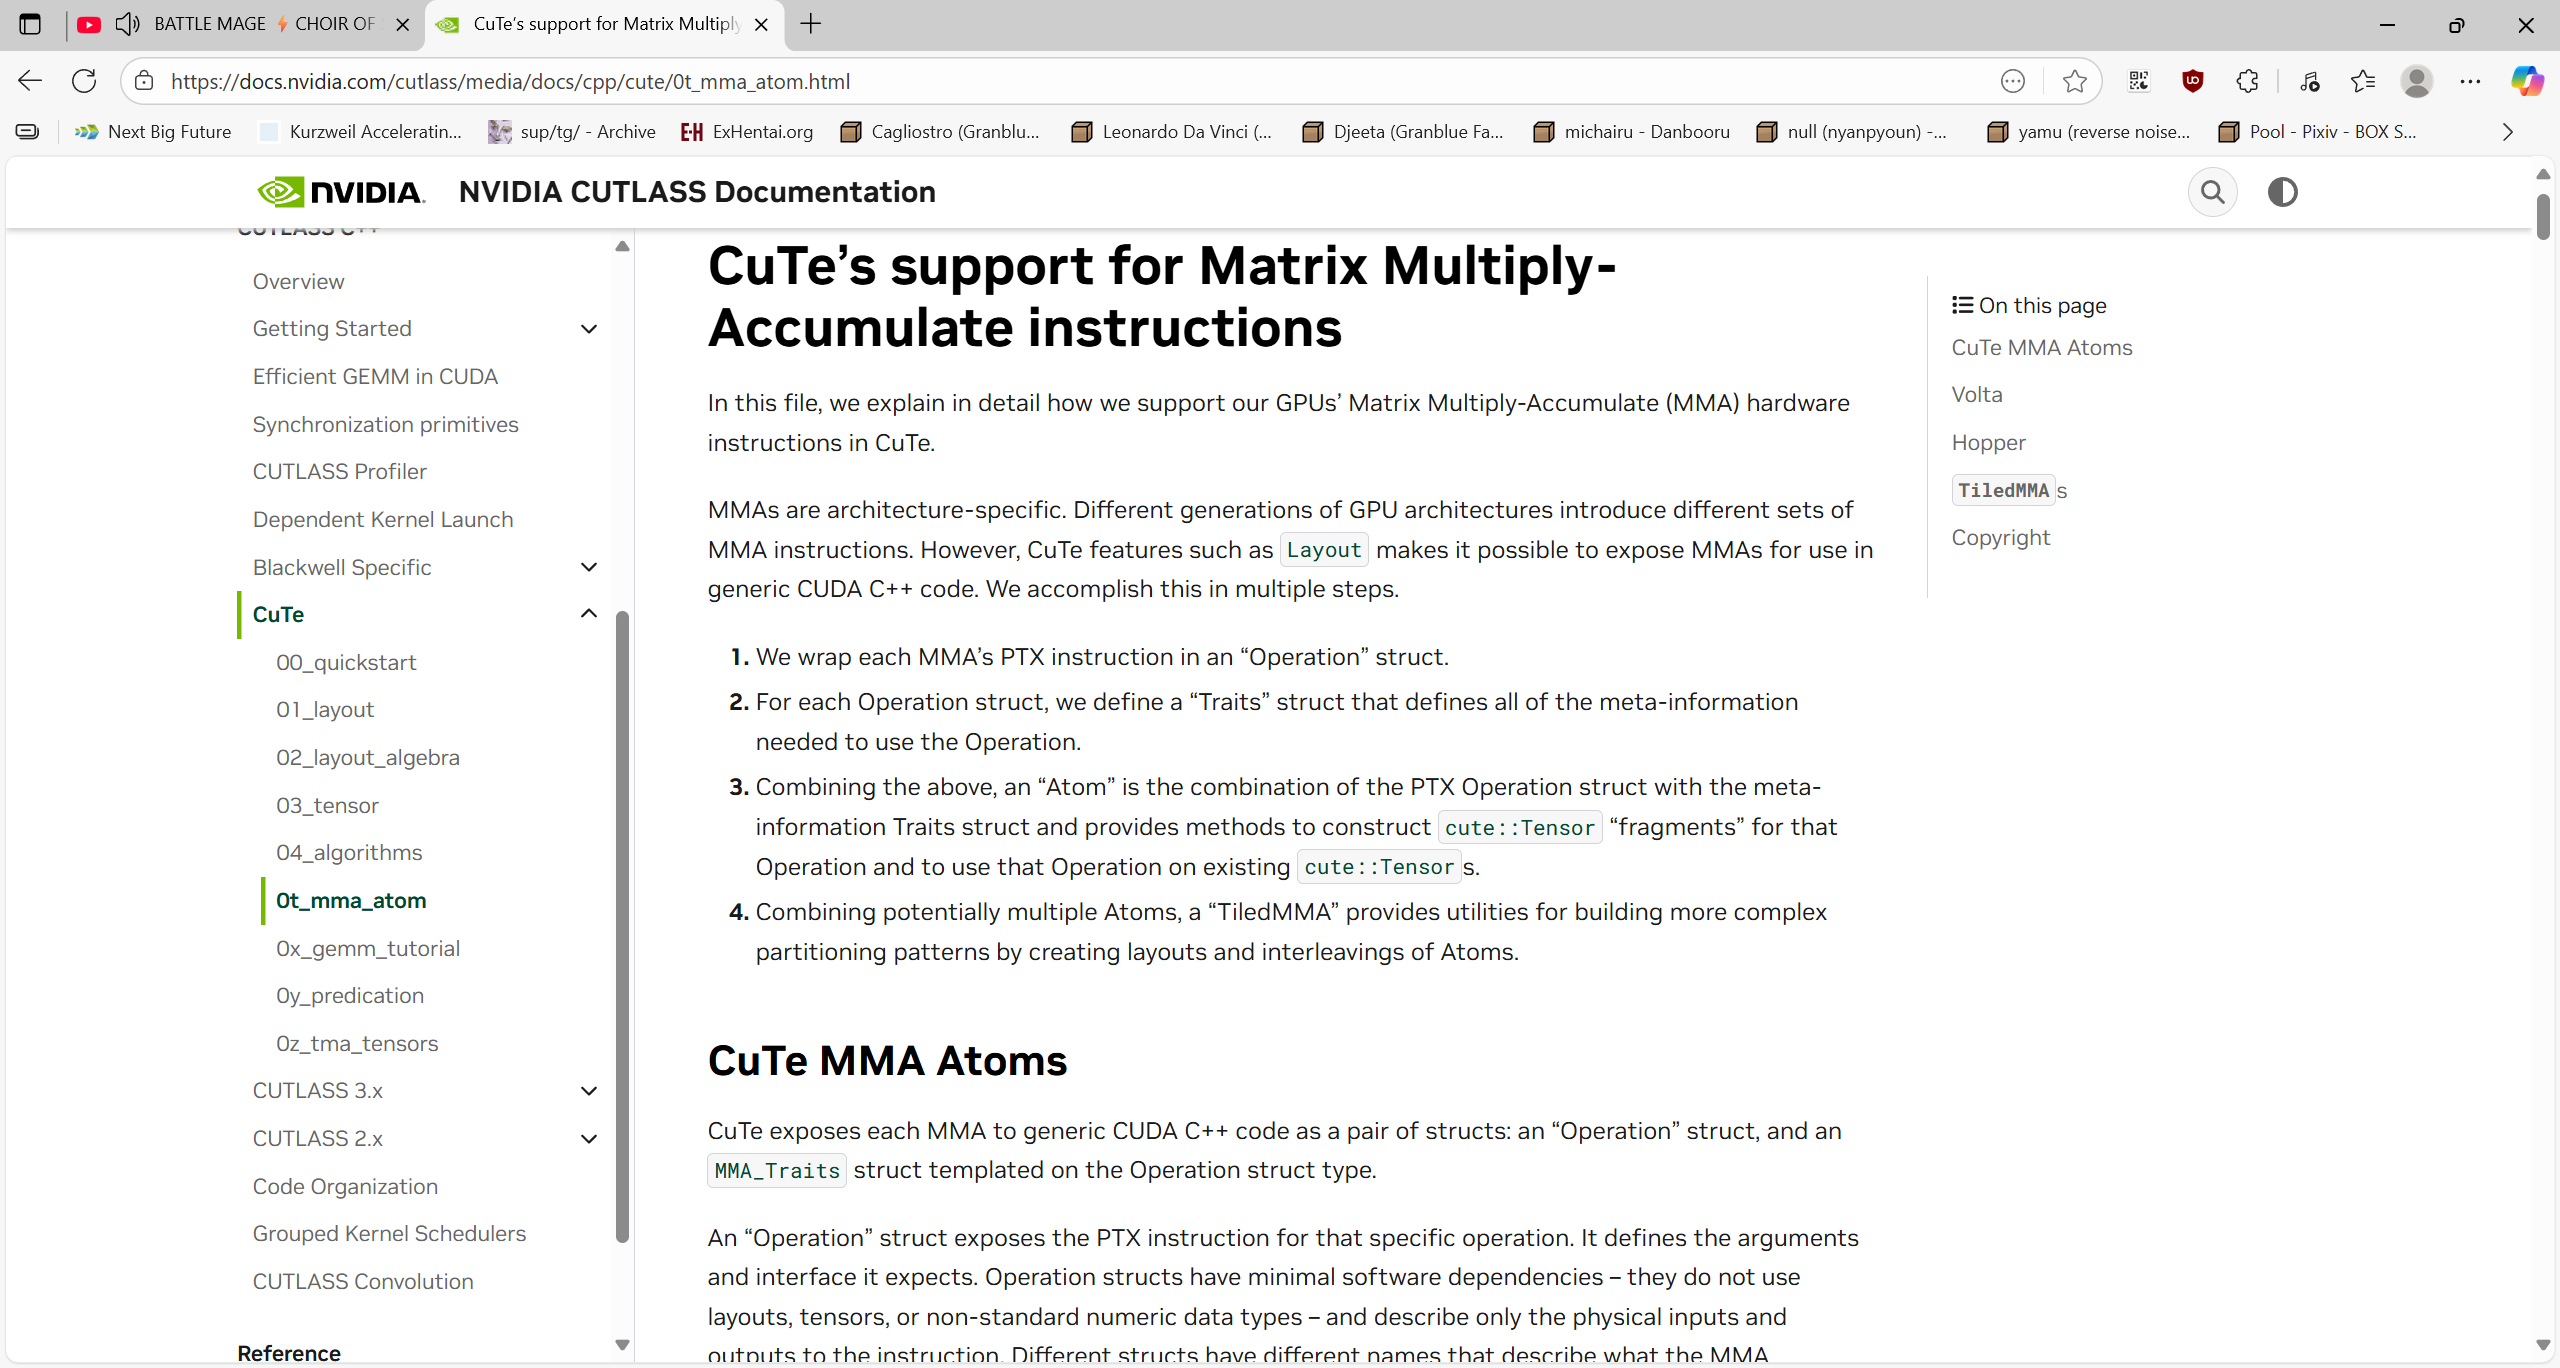 BATTLE MAGE ⚡ CHOIR OF
CuTe’s support for Matrix Multiply
https://docs.nvidia.com/cutlass/media/docs/cpp/cute/0t_mma_atom.html
Next Big Future
Kurzweil Acceleratin...
sup/tg/ - Archive
E-H ExHentai.org
Cagliostro (Granblu...
Leonardo Da Vinci (...
Djeeta (Granblue Fa...
michairu - Danbooru
null (nyanpyoun) -...
yamu (reverse noise...
Pool - Pixiv - BOX S...
NVIDIA. NVIDIA CUTLASS Documentation
CUTLASS C++
Overview
Getting Started
Efficient GEMM in CUDA
Synchronization primitives
CUTLASS Profiler
Dependent Kernel Launch
Blackwell Specific
CuTe
00_quickstart
01_layout
02_layout_algebra
03_tensor
04_algorithms
0t_mma_atom
0x_gemm_tutorial
0y_predication
0z_tma_tensors
CUTLASS 3.x
CUTLASS 2.x
Code Organization
Grouped Kernel Schedulers
CUTLASS Convolution
Reference
CuTe’s support for Matrix Multiply-
Accumulate instructions
In this file, we explain in detail how we support our GPUs’ Matrix Multiply-Accumulate (MMA) hardware
instructions in CuTe.
MMAs are architecture-specific. Different generations of GPU architectures introduce different sets of
MMA instructions. However, CuTe features such as Layout makes it possible to expose MMAs for use in
generic CUDA C++ code. We accomplish this in multiple steps.
1. We wrap each MMA’s PTX instruction in an “Operation” struct.
2. For each Operation struct, we define a “Traits” struct that defines all of the meta-information
needed to use the Operation.
3. Combining the above, an “Atom” is the combination of the PTX Operation struct with the meta-
information Traits struct and provides methods to construct cute::Tensor “fragments” for that
Operation and to use that Operation on existing cute::Tensor s.
4. Combining potentially multiple Atoms, a “TiledMMA” provides utilities for building more complex
partitioning patterns by creating layouts and interleavings of Atoms.
CuTe MMA Atoms
CuTe exposes each MMA to generic CUDA C++ code as a pair of structs: an “Operation” struct, and an
MMA_Traits struct templated on the Operation struct type.
An “Operation” struct exposes the PTX instruction for that specific operation. It defines the arguments
and interface it expects. Operation structs have minimal software dependencies – they do not use
layouts, tensors, or non-standard numeric data types – and describe only the physical inputs and
outputs to the instruction. Different structs have different names that describe what the MMA
On this page
CuTe MMA Atoms
Volta
Hopper
TiledMMA s
Copyright